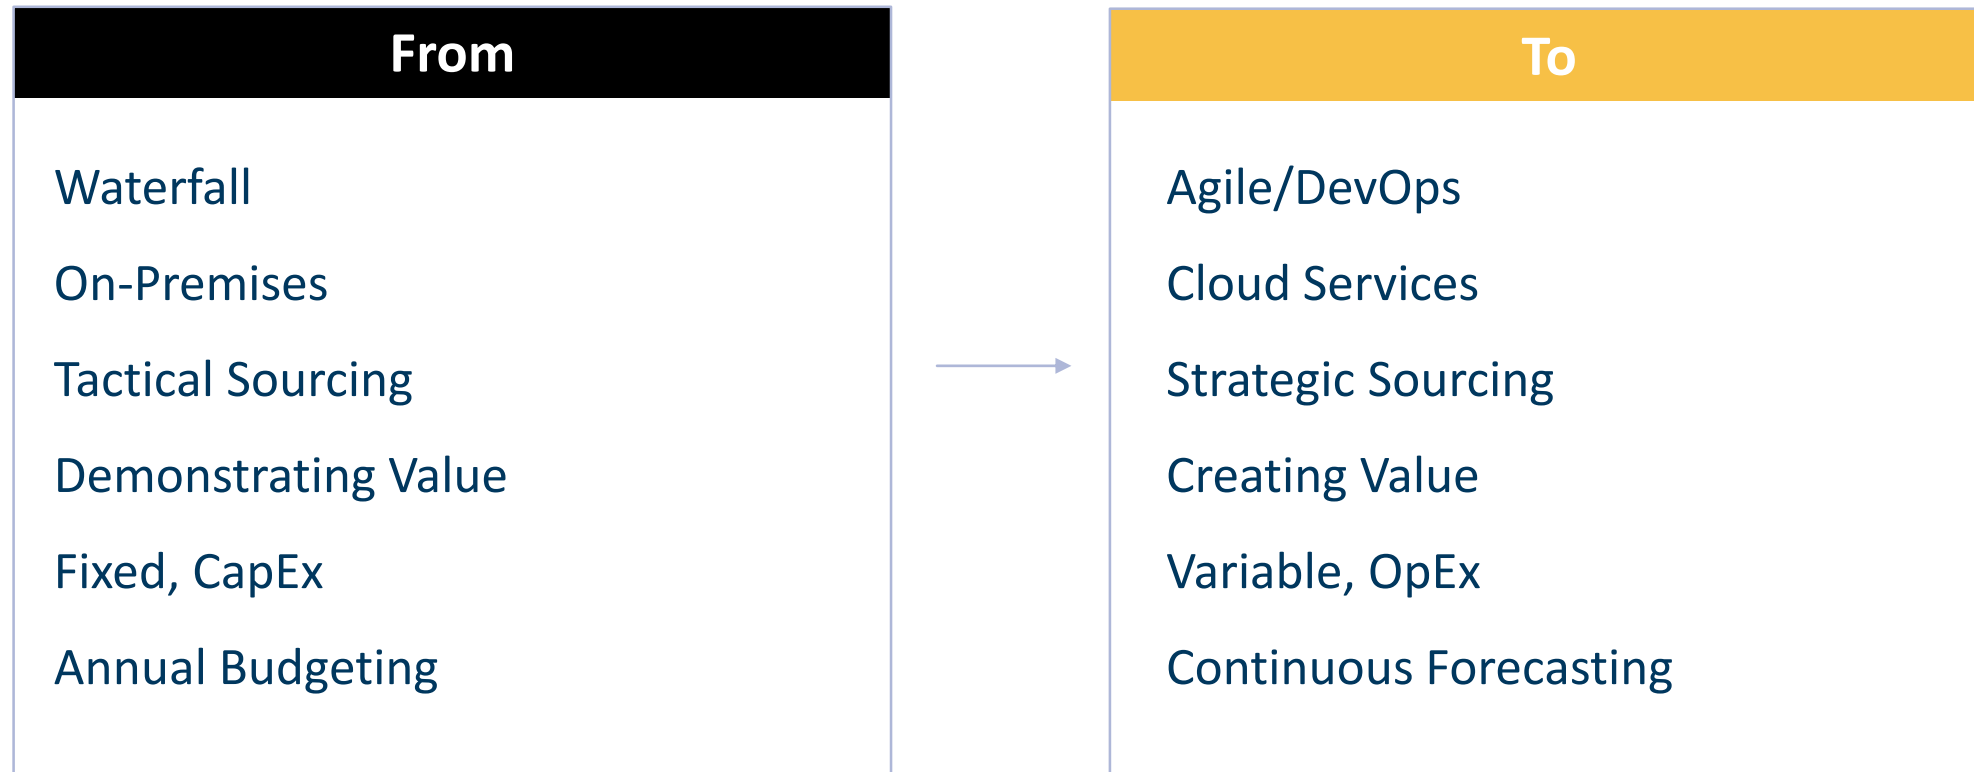 From
Waterfall
On-Premises
Tactical Sourcing
Demonstrating Value
Fixed, CapEx
Annual Budgeting
To
Agile/DevOps
Cloud Services
Strategic Sourcing
Creating Value
Variable, OpEx
Continuous Forecasting